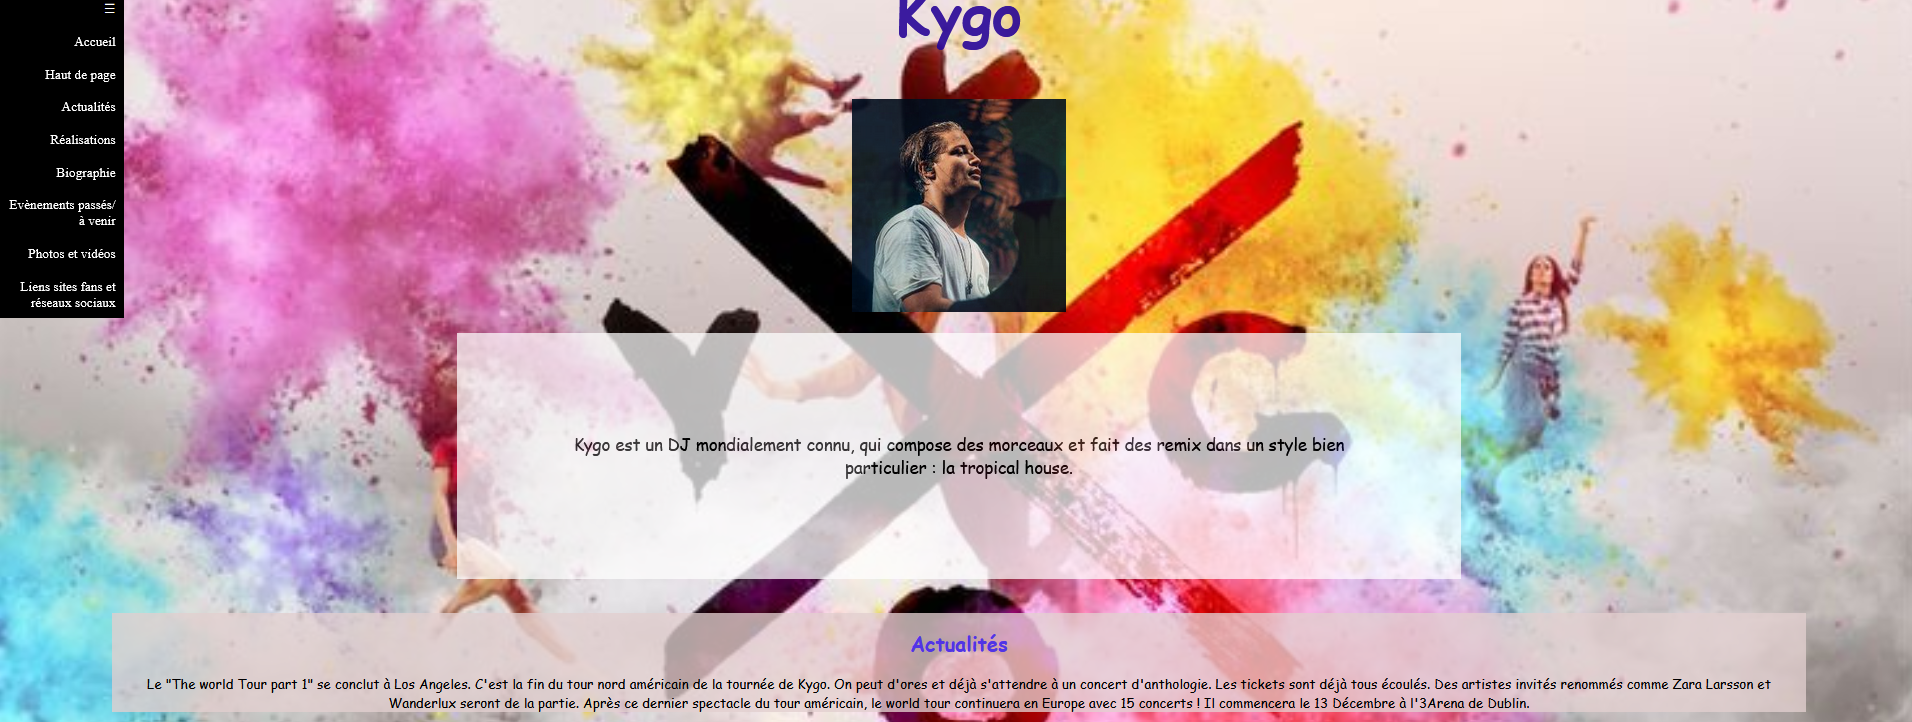 ☰
Accueil
Haut de page
Actualités
Réalisations
Biographie
Evènements passés/
à venir
Photos et vidéos
Liens sites fans et
réseaux sociaux
Kygo
K
Y G
O
Kygo est un DJ mondialement connu, qui compose des morceaux et fait des remix dans un style bien
particulier : la tropical house.
Actualités
Le "The world Tour part 1" se conclut à Los Angeles. C'est la fin du tour nord américain de la tournée de Kygo. On peut d'ores et déjà s'attendre à un concert d'anthologie. Les tickets sont déjà tous écoulés. Des artistes invités renommés comme Zara Larsson et
Wanderlux seront de la partie. Après ce dernier spectacle du tour américain, le world tour continuera en Europe avec 15 concerts ! Il commencera le 13 Décembre à l'3Arena de Dublin.